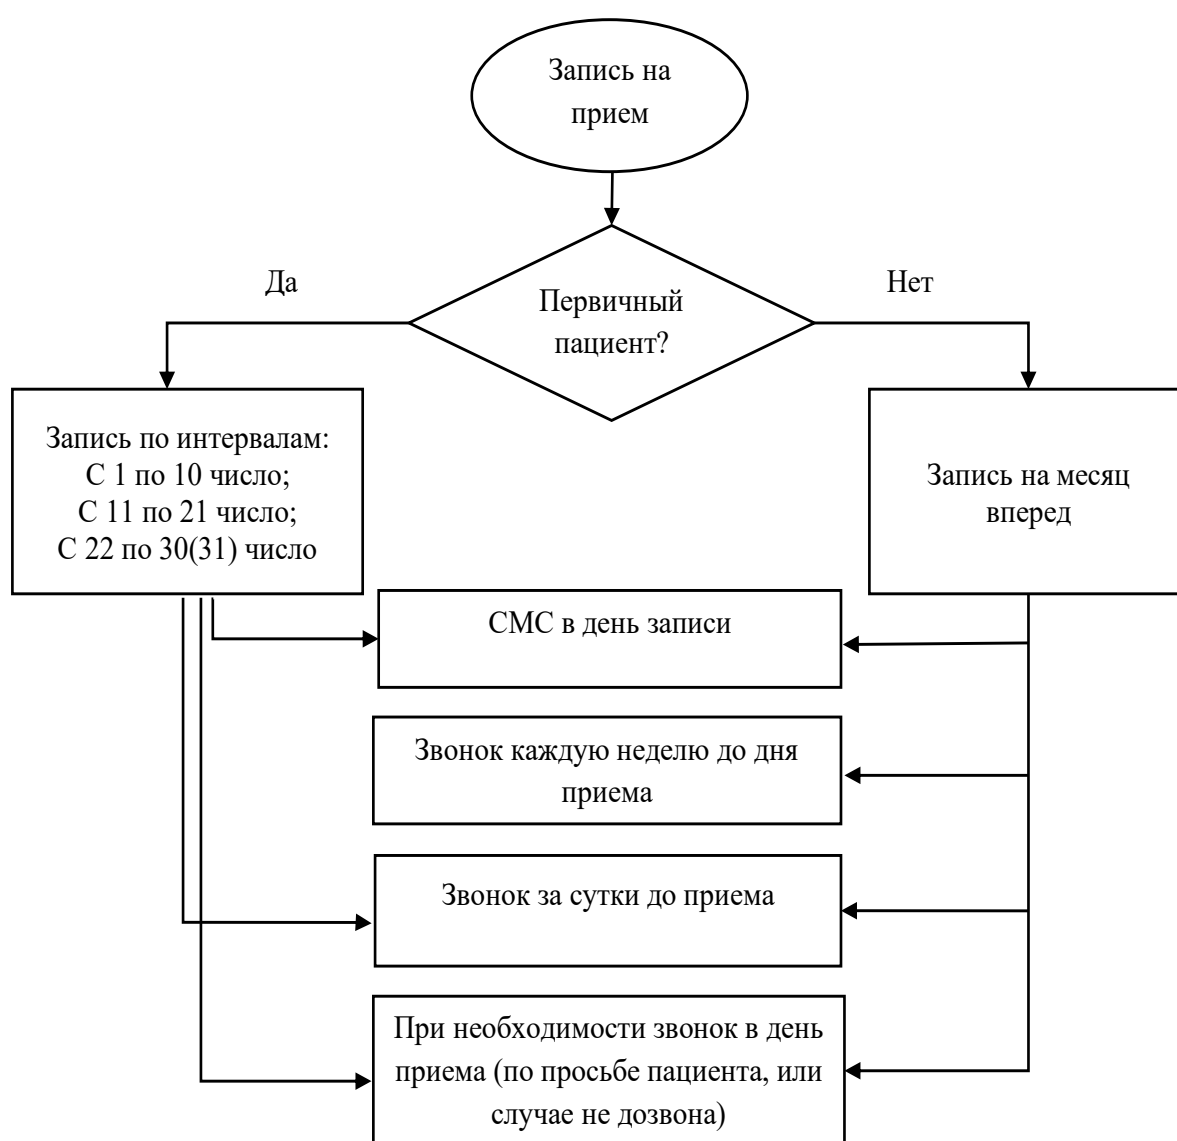 Запись на
прием
Да
Нет
Первичный
пациент?
Запись по интервалам:
С 1 по 10 число;
С 11 по 21 число;
С 22 по 30(31) число
Запись на месяц
вперед
СМС в день записи
Звонок каждую неделю до дня
приема
Звонок за сутки до приема
При необходимости звонок в день
приема (по просьбе пациента, или
случае не дозвона)